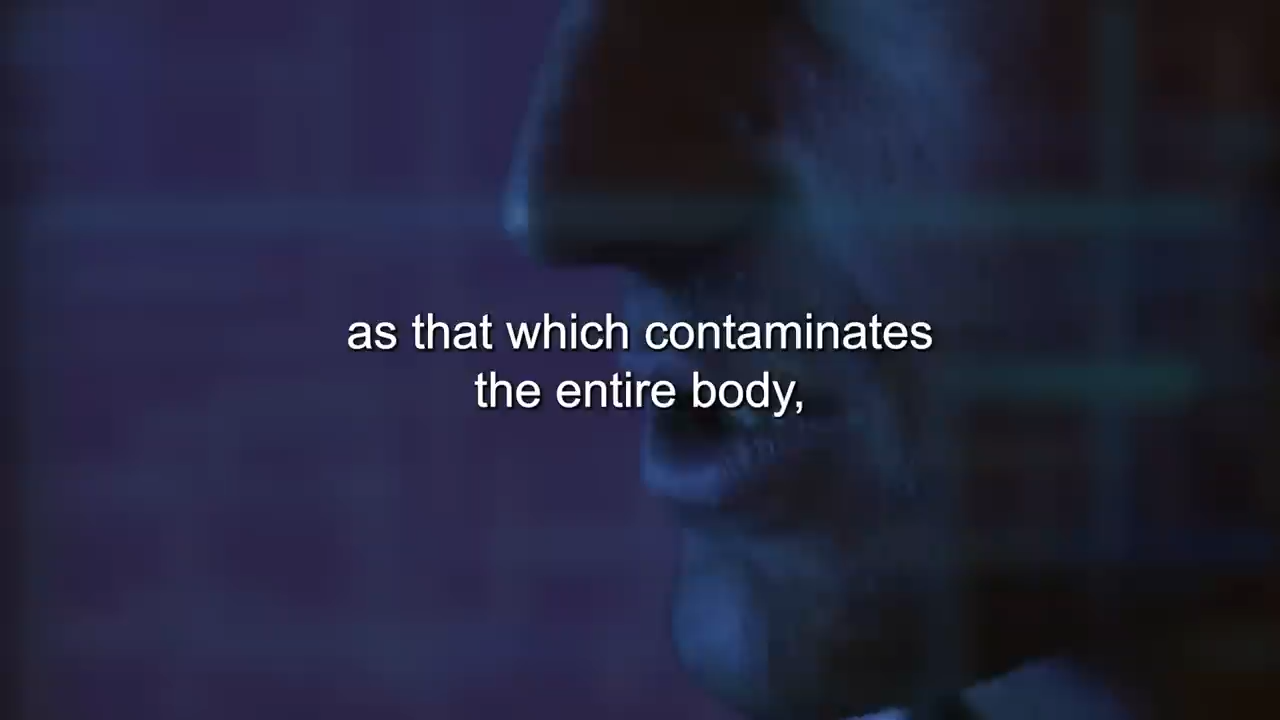 as that which contaminates
the entire body,